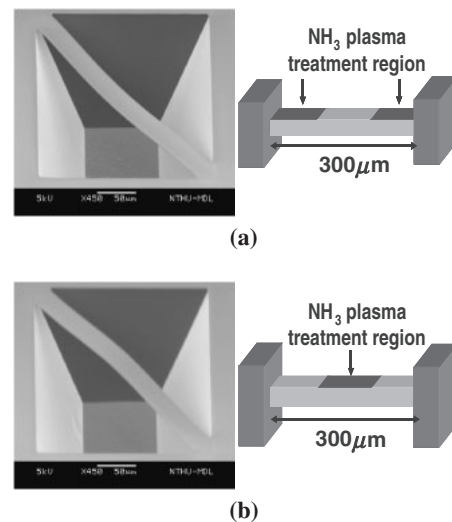 NH₃ plasma
treatment region
300μm
5kU X450 50μm NTHU-MDL
(a)
NH₃ plasma
treatment region
300μm
5kU X450 50μm NTHU-MDL
(b)